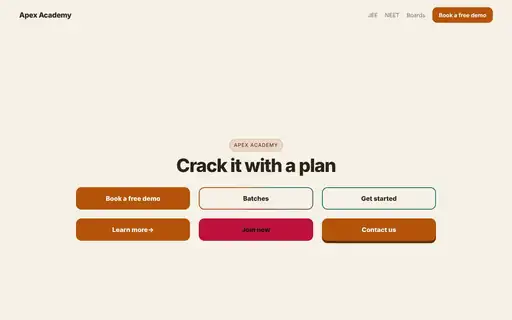 Apex Academy
JEE NEET Boards Book a free demo
APEX ACADEMY
Crack it with a plan
Book a free demo
Batches
Get started
Learn more→
Join now
Contact us